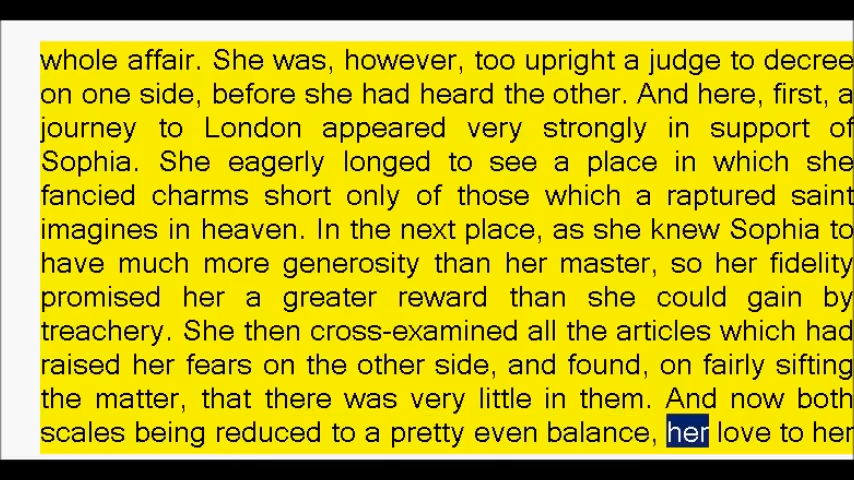 whole affair. She was, however, too upright a judge to decree
on one side, before she had heard the other. And here, first, a
journey to London appeared very strongly in support of
Sophia. She eagerly longed to see a place in which she
fancied charms short only of those which a raptured saint
imagines in heaven. In the next place, as she knew Sophia to
have much more generosity than her master, so her fidelity
promised her a greater reward than she could gain by
treachery. She then cross-examined all the articles which had
raised her fears on the other side, and found, on fairly sifting
the matter, that there was very little in them. And now both
scales being reduced to a pretty even balance, her love to her